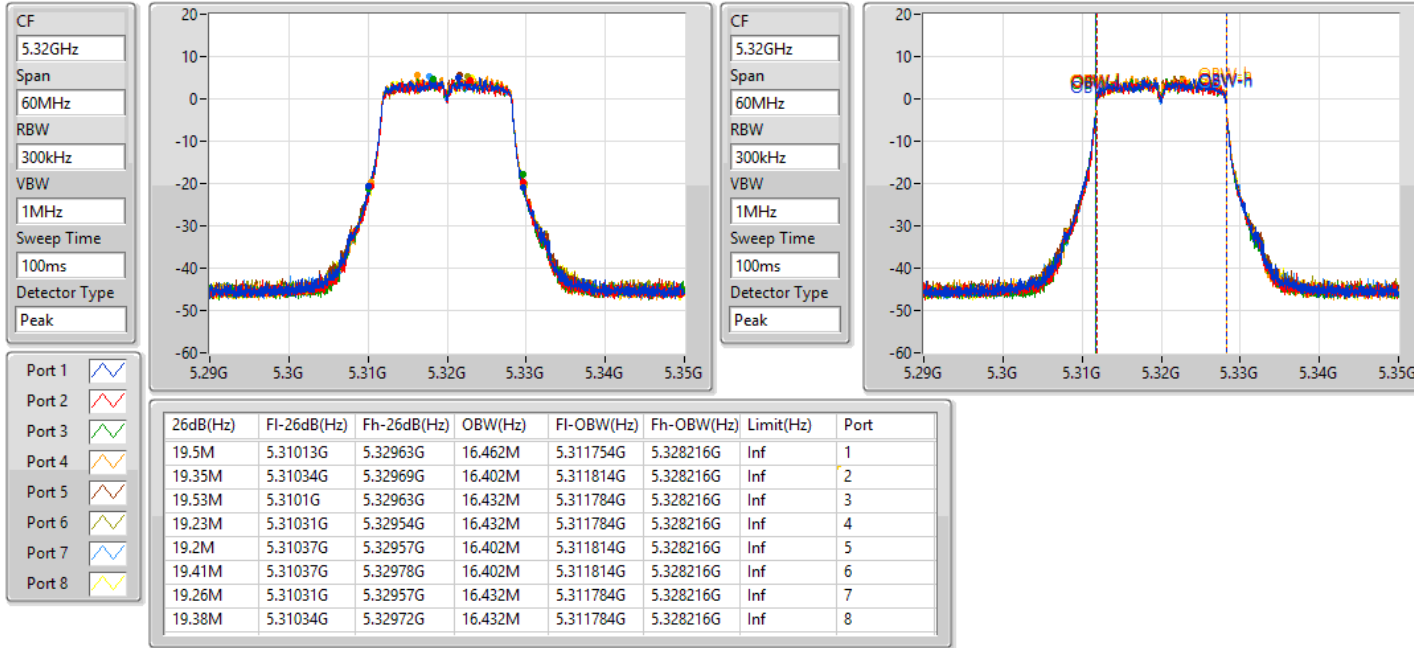 CF
5.32GHz
Span
60MHz
RBW
300kHz
VBW
1MHz
Sweep Time
100ms
Detector Type
Peak
20
10
0
-10
-20
-30
-40
-50
-60
5.29G 5.3G 5.31G 5.32G 5.33G 5.34G 5.35G
CF
5.32GHz
Span
60MHz
RBW
300kHz
VBW
1MHz
Sweep Time
100ms
Detector Type
Peak
20
10
0
-10
-20
-30
-40
-50
-60
OBW-h
5.29G 5.3G 5.31G 5.32G 5.33G 5.34G 5.35G
Port 1
Port 2
Port 3
Port 4
Port 5
Port 6
Port 7
Port 8
26dB(Hz) Fl-26dB(Hz) Fh-26dB(Hz) OBW(Hz) Fl-OBW(Hz) Fh-OBW(Hz) Limit(Hz) Port
19.5M 5.31013G 5.32963G 16.462M 5.311754G 5.328216G Inf 1
19.35M 5.31034G 5.32969G 16.402M 5.311814G 5.328216G Inf 2
19.53M 5.3101G 5.32963G 16.432M 5.311784G 5.328216G Inf 3
19.23M 5.31031G 5.32954G 16.432M 5.311784G 5.328216G Inf 4
19.2M 5.31037G 5.32957G 16.402M 5.311814G 5.328216G Inf 5
19.41M 5.31037G 5.32978G 16.402M 5.311814G 5.328216G Inf 6
19.26M 5.31031G 5.32957G 16.432M 5.311784G 5.328216G Inf 7
19.38M 5.31034G 5.32972G 16.432M 5.311784G 5.328216G Inf 8